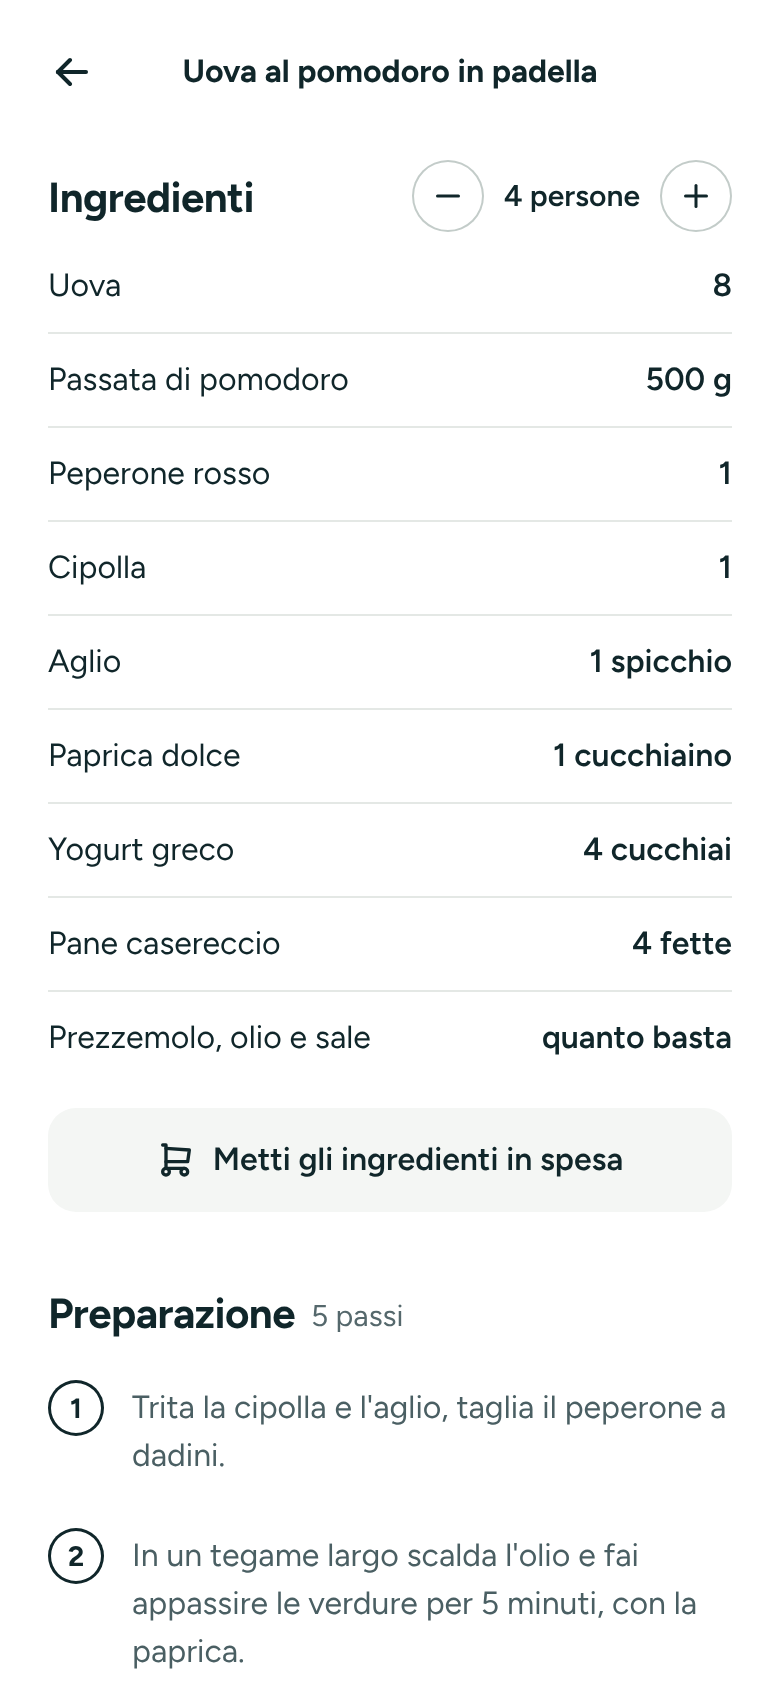 Uova al pomodoro in padella
Ingredienti
4 persone
Uova 8
Passata di pomodoro 500 g
Peperone rosso 1
Cipolla 1
Aglio 1 spicchio
Paprica dolce 1 cucchiaino
Yogurt greco 4 cucchiai
Pane casereccio 4 fette
Prezzemolo, olio e sale quanto basta
Metti gli ingredienti in spesa
Preparazione 5 passi
1 Trita la cipolla e l'aglio, taglia il peperone a
dadini.
2 In un tegame largo scalda l'olio e fai
appassire le verdure per 5 minuti, con la
paprica.